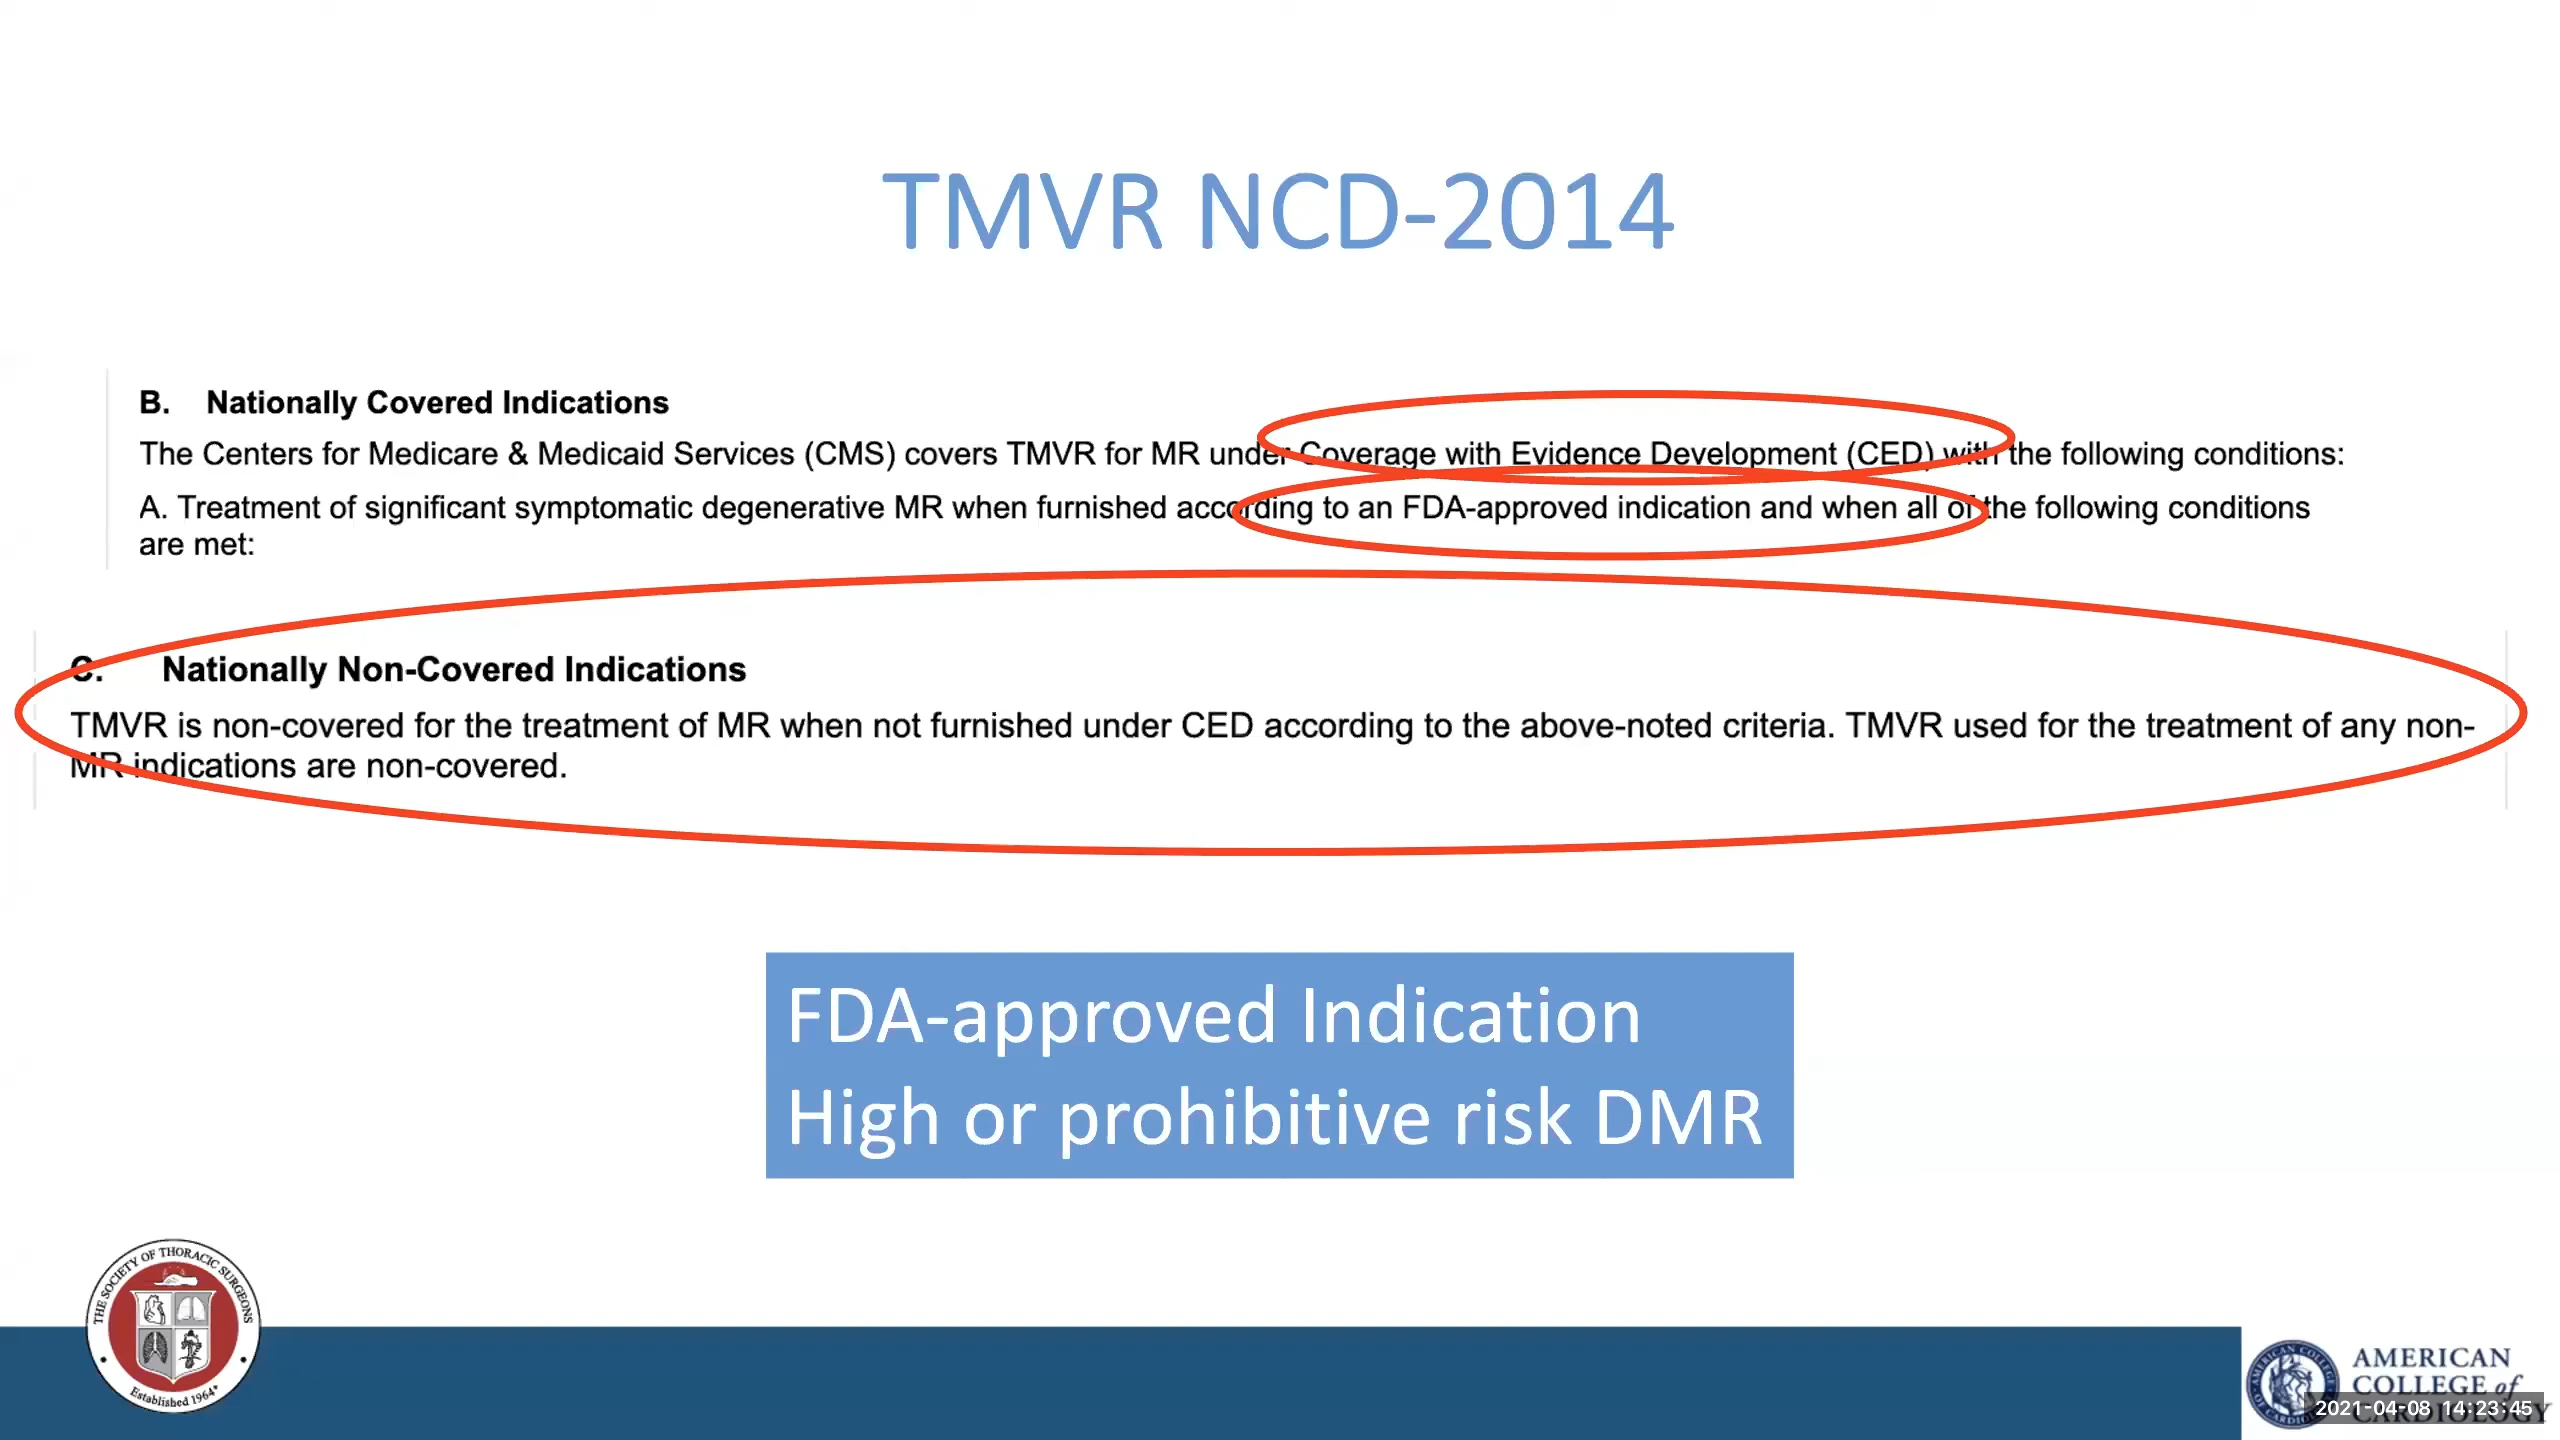 TMVR NCD-2014
B. Nationally Covered Indications
The Centers for Medicare & Medicaid Services (CMS) covers TMVR for MR under Coverage with Evidence Development (CED) with the following conditions:
A. Treatment of significant symptomatic degenerative MR when furnished according to an FDA-approved indication and when all of the following conditions
are met:
C. Nationally Non-Covered Indications
TMVR is non-covered for the treatment of MR when not furnished under CED according to the above-noted criteria. TMVR used for the treatment of any non-
MR indications are non-covered.
FDA-approved Indication
High or prohibitive risk DMR
THE SOCIETY OF THORACIC SURGEONS
Established 1964
AMERICAN
COLLEGE of
CARDIOLOGY
2021-04-08 14:23:45